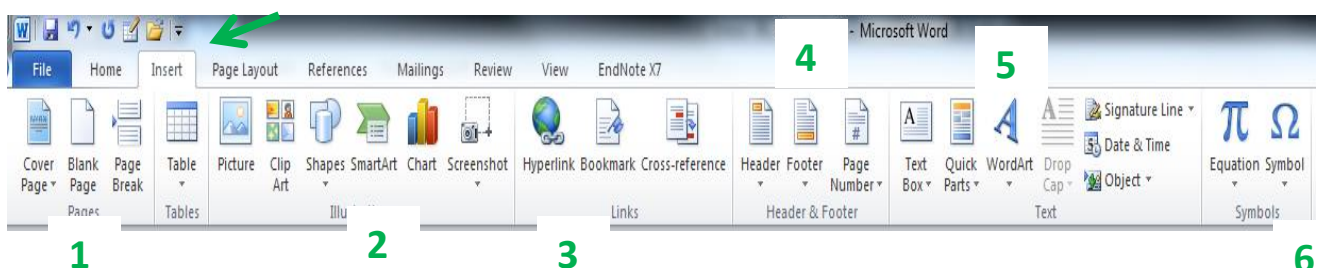 - Microsoft Word
4
5
File Home Insert Page Layout References Mailings Review View EndNote X7
Cover Page Blank Page Page Break Table Picture Clip Art Shapes SmartArt Chart Screenshot Hyperlink Bookmark Cross-reference Header Footer Page Number Text Box Quick Parts WordArt Drop Cap Signature Line
Date & Time
Object Equation Symbol
Pages Tables Links Header & Footer Text Symbols
1 2 3 6